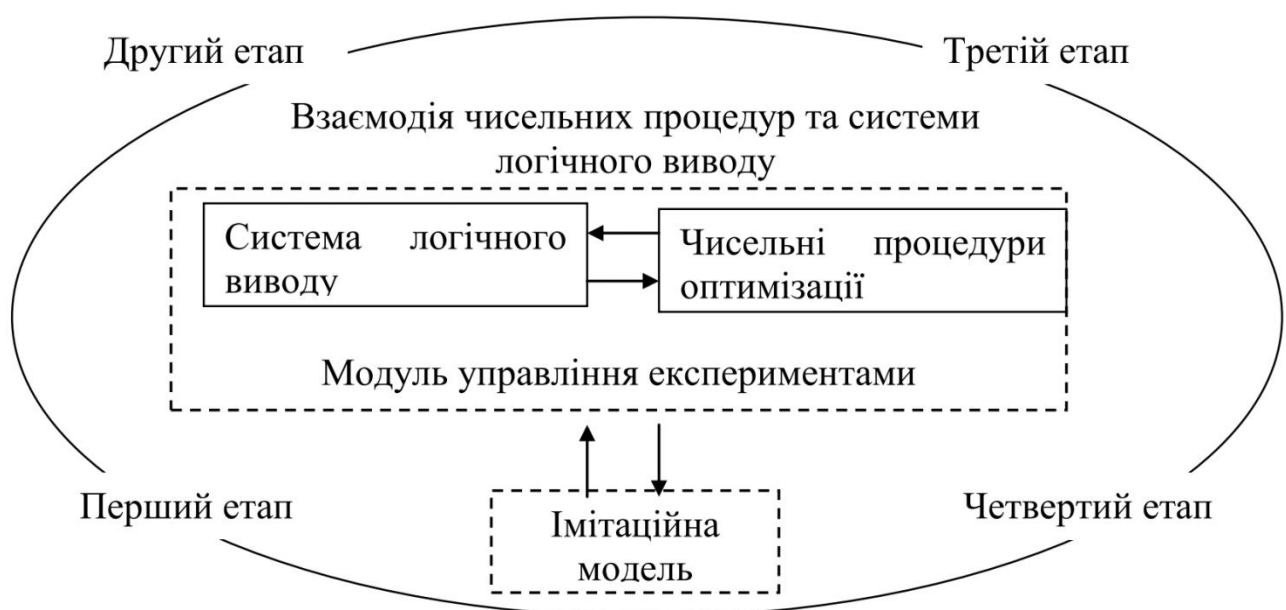 Другий етап
Третій етап
Взаємодія чисельних процедур та системи
логічного виводу
Система логічного
виводу
Чисельні процедури
оптимізації
Модуль управління експериментами
Перший етап
Четвертий етап
Імітаційна
модель